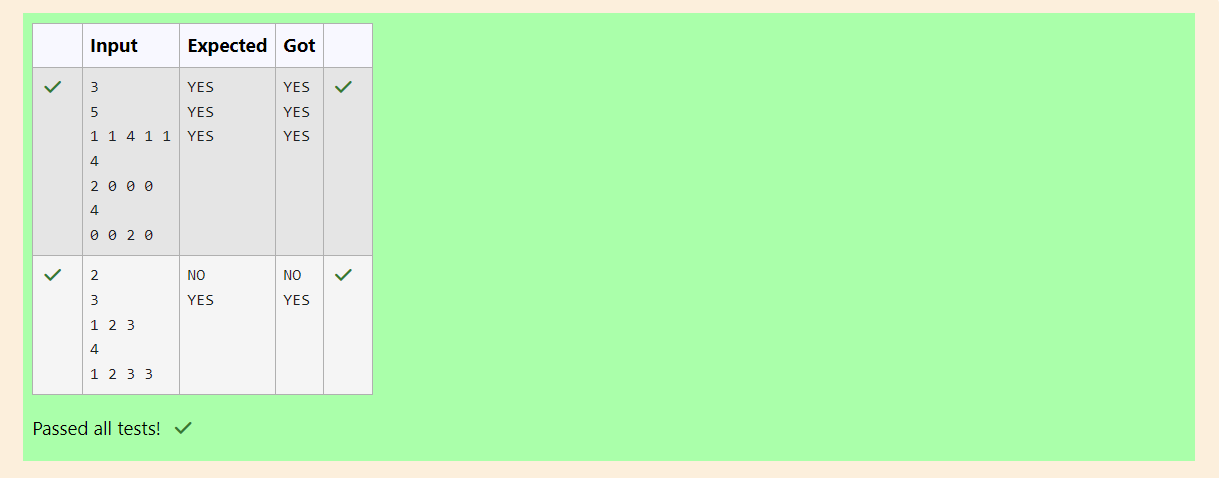 Input Expected Got
3 YES YES
5 YES YES
1 1 4 1 1 YES YES
4
2 0 0 0
4
0 0 2 0
2 NO NO
3 YES YES
1 2 3
4
1 2 3 3
Passed all tests!